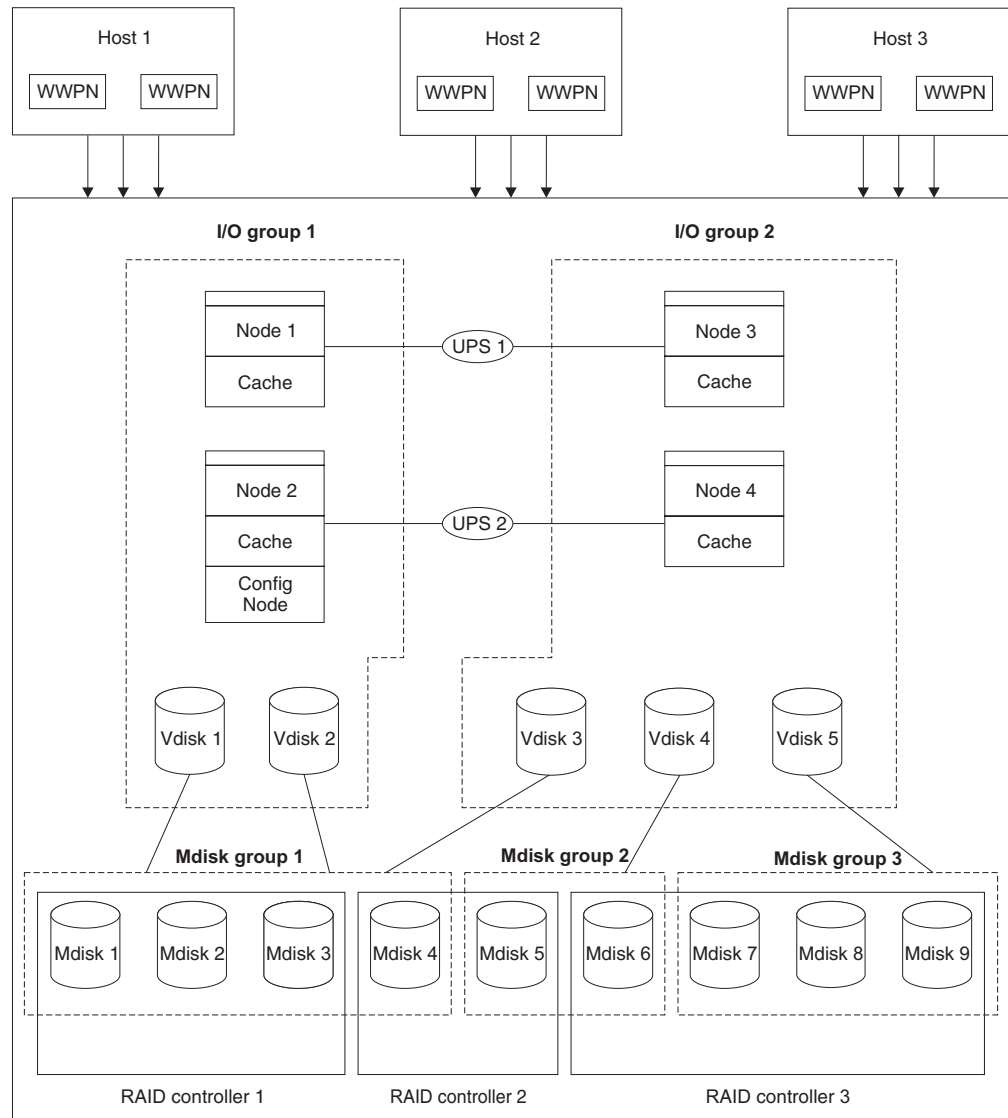 Host 1
WWPN WWPN
Host 2
WWPN WWPN
Host 3
WWPN WWPN
I/O group 1
I/O group 2
Node 1
Cache
UPS 1
Node 3
Cache
Node 2
Cache
Config
Node
UPS 2
Node 4
Cache
Vdisk 1
Vdisk 2
Vdisk 3
Vdisk 4
Vdisk 5
Mdisk group 1
Mdisk group 2
Mdisk group 3
Mdisk 1
Mdisk 2
Mdisk 3
Mdisk 4
Mdisk 5
Mdisk 6
Mdisk 7
Mdisk 8
Mdisk 9
RAID controller 1
RAID controller 2
RAID controller 3